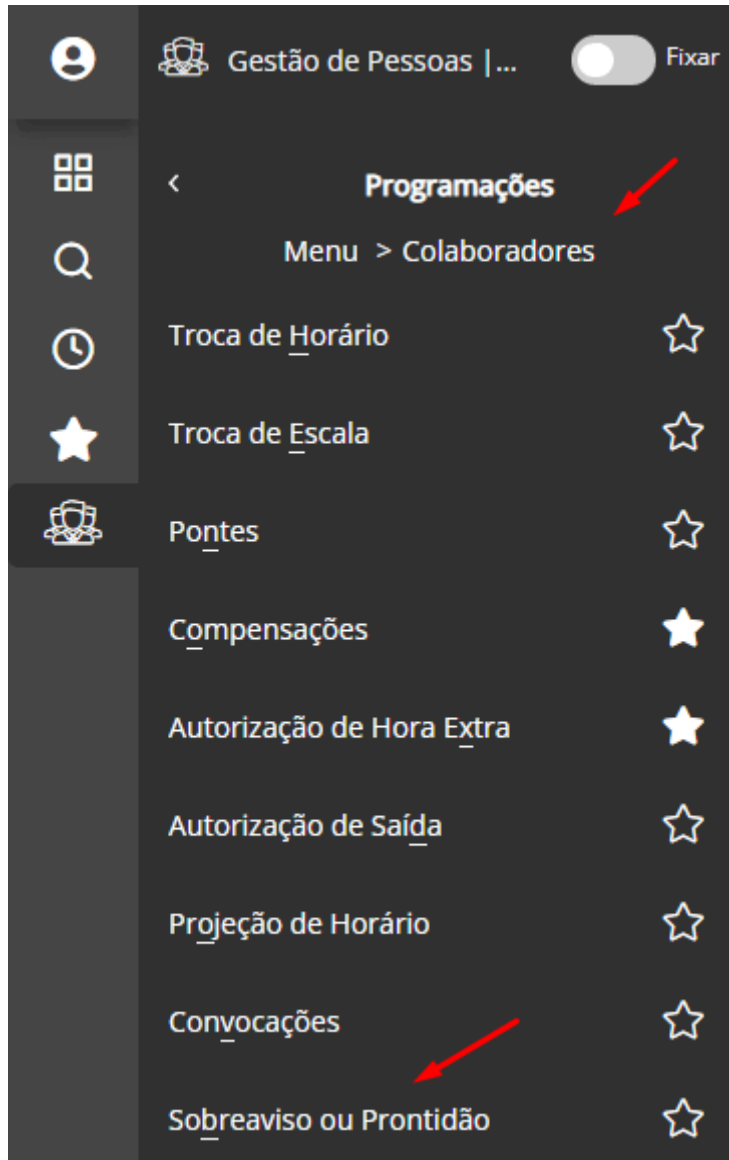 Gestão de Pessoas |...
Fixar
Programações
Menu > Colaboradores
Troca de Horário
Troca de Escala
Pontes
Compensações
Autorização de Hora Extra
Autorização de Saída
Projeção de Horário
Convocações
Sobreaviso ou Prontidão